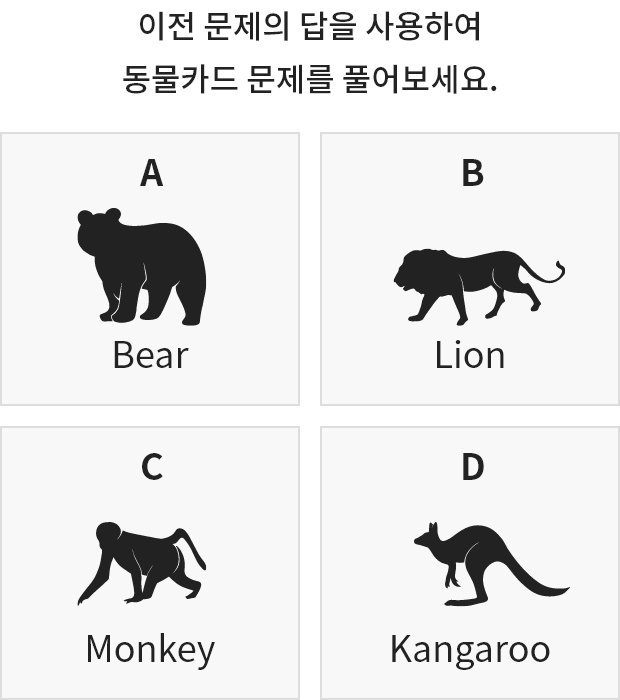 이전 문제의 답을 사용하여
동물카드 문제를 풀어보세요.
A
Bear
B
Lion
C
Monkey
D
Kangaroo